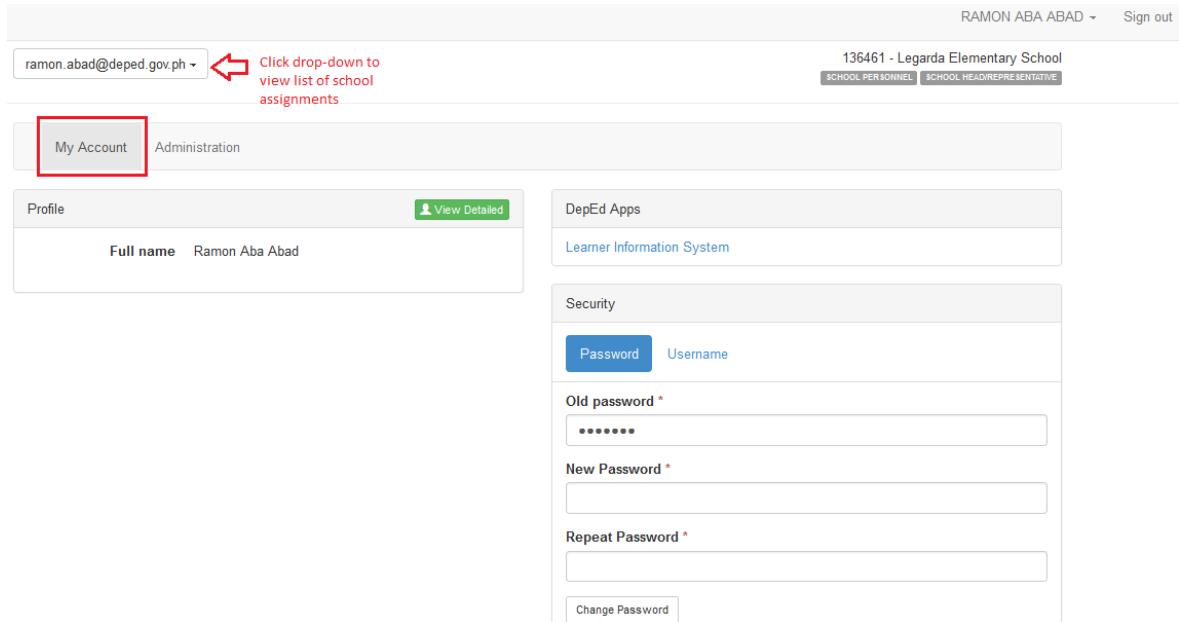 RAMON ABA ABAD Sign out
ramon.abad@deped.gov.ph
Click drop-down to
view list of school
assignments
136461 - Legarda Elementary School
SCHOOL PERSONNEL SCHOOL HEAD/REPRESENTATIVE
My Account Administration
Profile View Detailed
Full name Ramon Aba Abad
DepEd Apps
Learner Information System
Security
Password Username
Old password *
•••••••
New Password *
Repeat Password *
Change Password